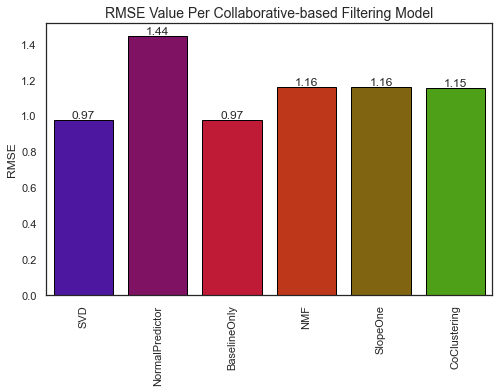 RMSE Value Per Collaborative-based Filtering Model
RMSE
1.4
1.2
1.0
0.8
0.6
0.4
0.2
0.0
0.97
1.44
0.97
1.16
1.16
1.15
SVD
NormalPredictor
BaselineOnly
NMF
SlopeOne
CoClustering